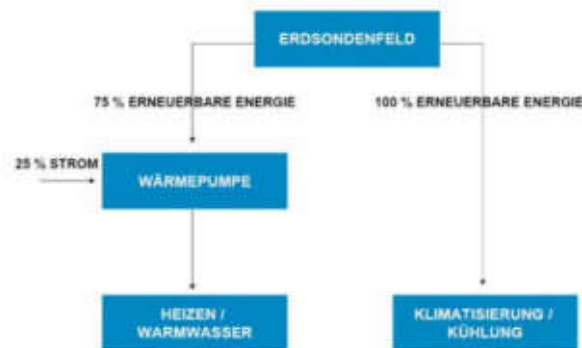 ERDSONDENFELD
75 % ERNEUERBARE ENERGIE
100 % ERNEUERBARE ENERGIE
25 % STROM
WÄRMEPUMPE
HEIZEN /
WARMWASSER
KLIMATISIERUNG /
KÜHLUNG